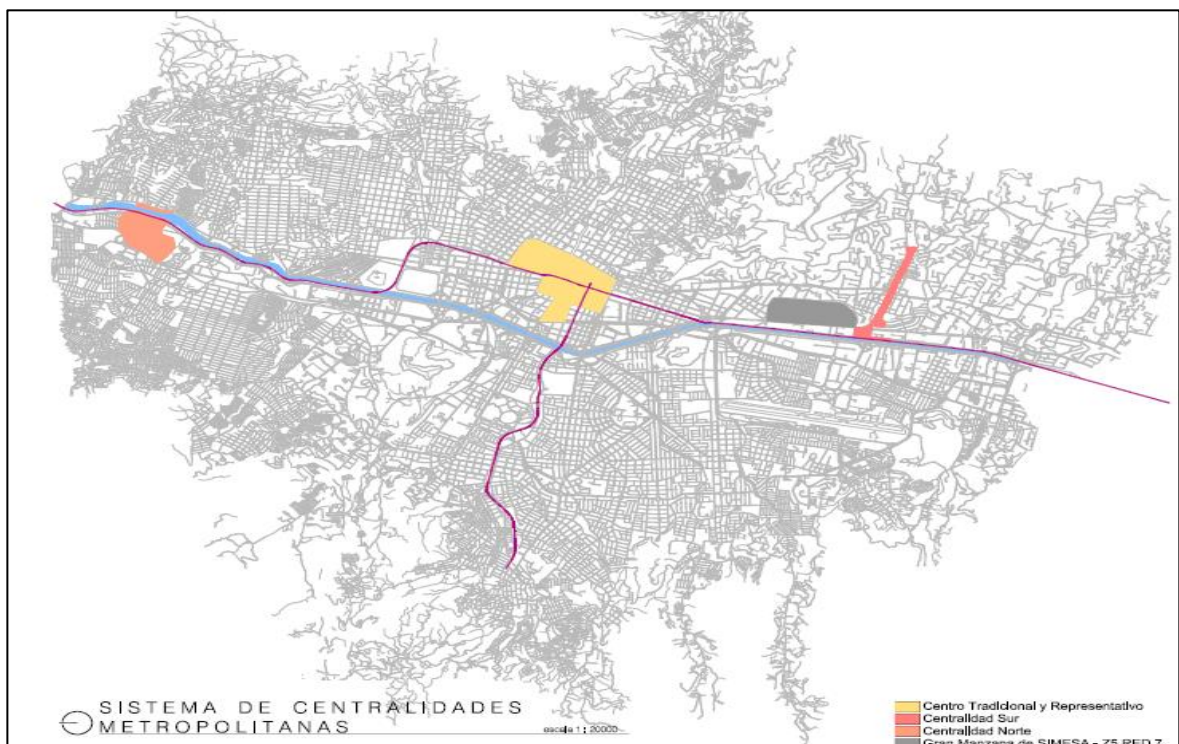 SISTEMA DE CENTRALIDADES
METROPOLITANAS
escala 1 : 20000
Centro Tradicional y Representativo
Centralidad Sur
Centralidad Norte
Gran Manzana de SIMESA - Z5 RED 7